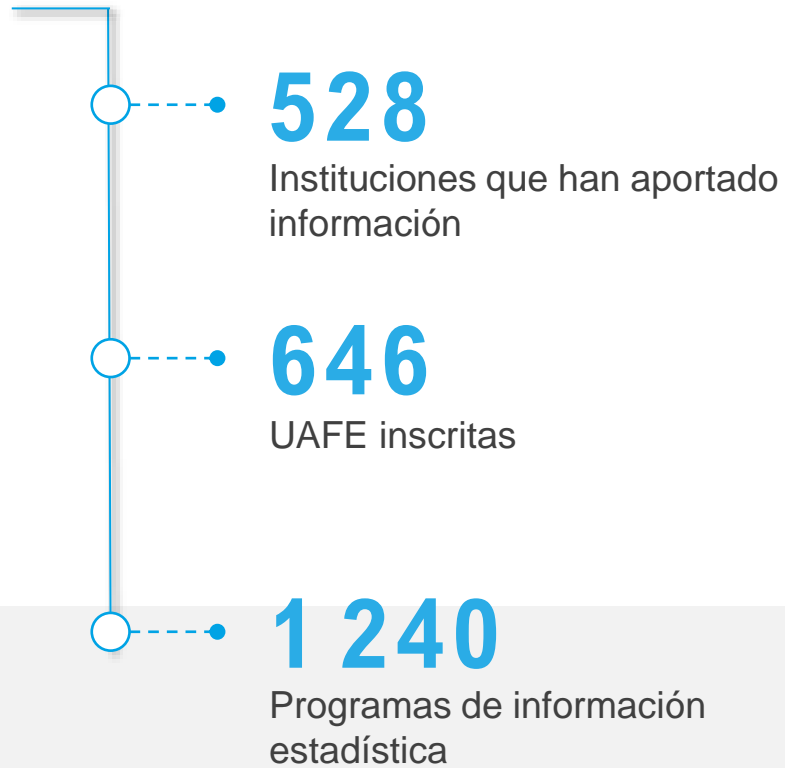 528
Instituciones que han aportado
información
646
UAFE inscritas
1 240
Programas de información
estadística